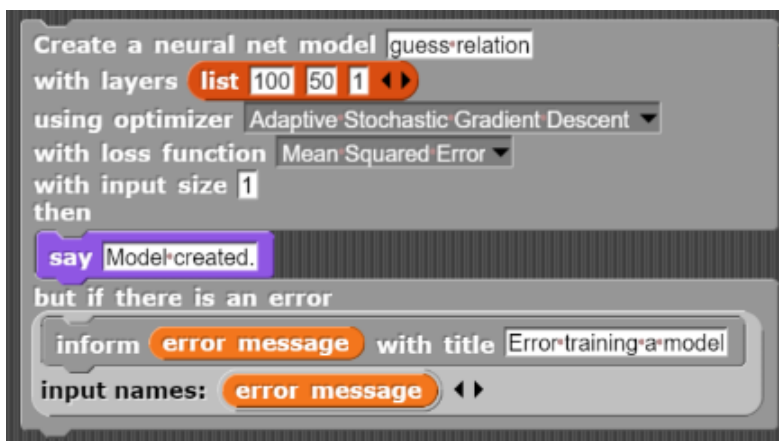 Create a neural net model guess relation
with layers list 100 50 1
using optimizer Adaptive Stochastic Gradient Descent
with loss function Mean Squared Error
with input size 1
then
say Model created.
but if there is an error
inform error message with title Error training a model
input names: error message